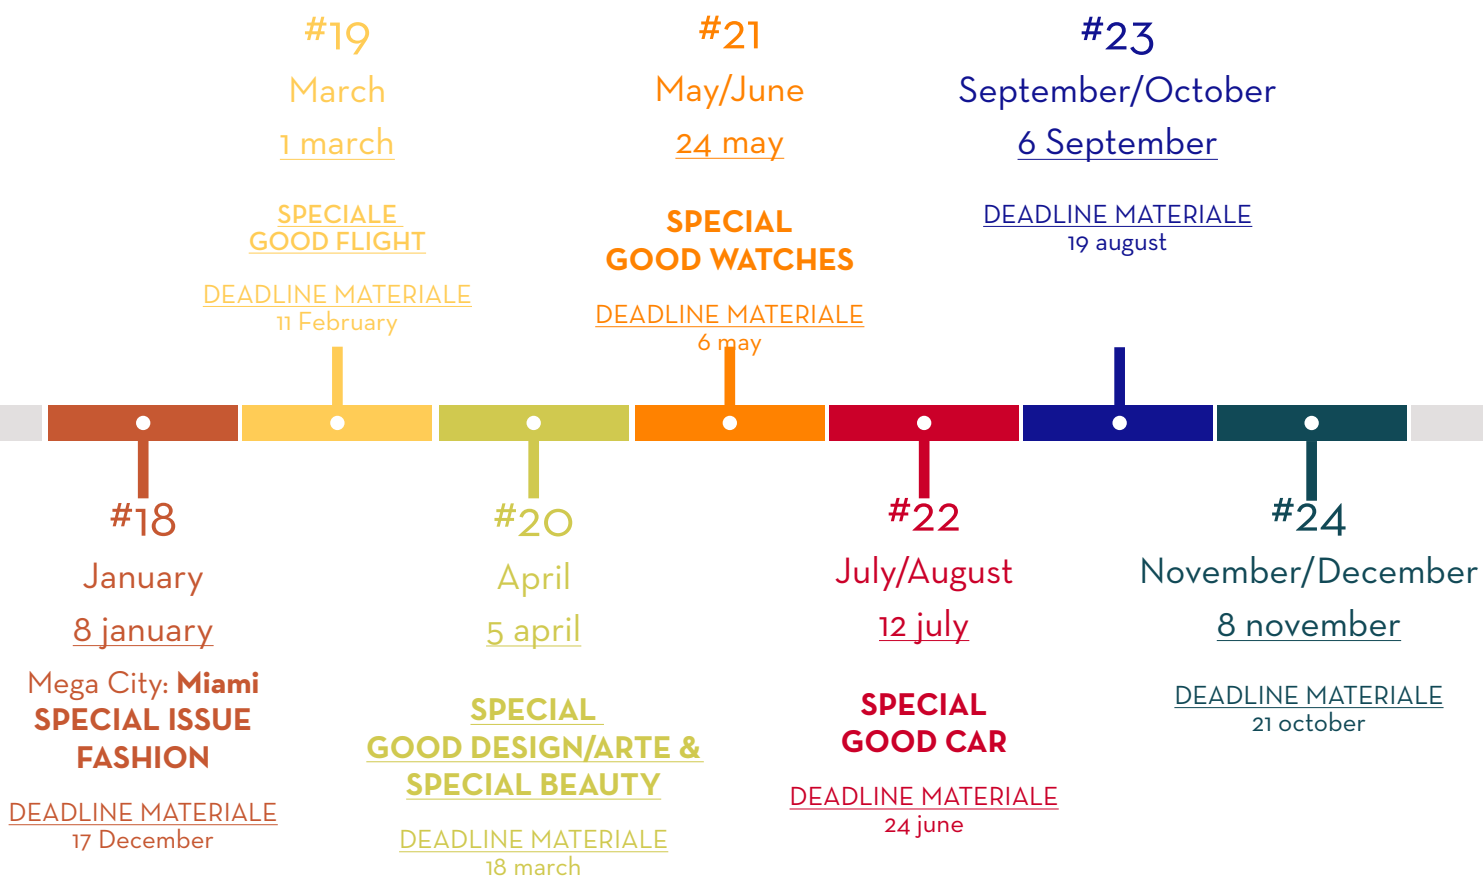 #19
March
1 march
SPECIALE
GOOD FLIGHT
DEADLINE MATERIALE
11 February
#21
May/June
24 may
SPECIAL
GOOD WATCHES
DEADLINE MATERIALE
6 may
#23
September/October
6 September
DEADLINE MATERIALE
19 august
#18
January
8 january
Mega City: Miami
SPECIAL ISSUE
FASHION
DEADLINE MATERIALE
17 December
#20
April
5 april
SPECIAL
GOOD DESIGN/ARTE &
SPECIAL BEAUTY
DEADLINE MATERIALE
18 march
#22
July/August
12 july
SPECIAL
GOOD CAR
DEADLINE MATERIALE
24 june
#24
November/December
8 november
DEADLINE MATERIALE
21 october